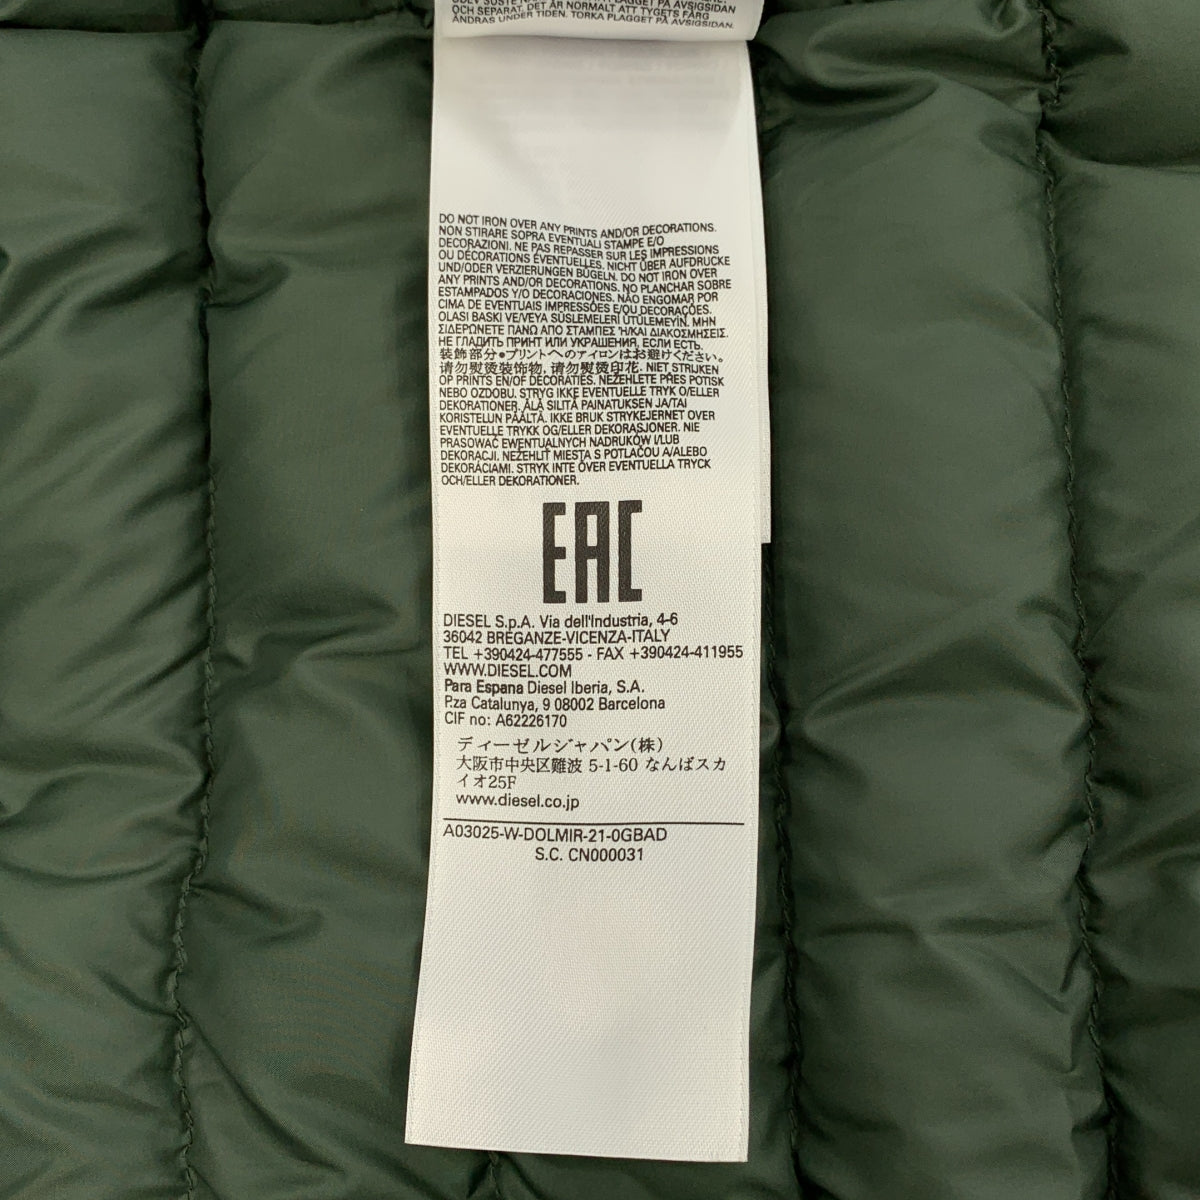 OCH SEPARAT. DET ÄR NORMALT ATT TYGETS FÄRG
ÄNDRAS UNDER TIDEN. TORKA PLAGGET PÅ AVSIGSIDAN.
DO NOT IRON OVER ANY PRINTS AND/OR DECORATIONS.
NON STIRARE SOPRA EVENTUALI STAMPE E/O
DECORAZIONI. NE PAS REPASSER SUR LES IMPRESSIONS
OU DÉCORATIONS ÉVENTUELLES. NICHT ÜBER AUFDRUCKE
UND/ODER VERZIERUNGEN BÜGELN. DO NOT IRON OVER
ANY PRINTS AND/OR DECORATIONS. NO PLANCHAR SOBRE
ESTAMPADOS Y/O DECORACIONES. NÃO ENGOMAR POR
CIMA DE EVENTUAIS IMPRESSÕES E/OU DECORAÇÕES.
OLASI BASKI VE/VEYA SÜSLEMELERİ ÜTÜLEMEYİN. ΜΗΝ
ΣΙΔΕΡΩΝΕΤΕ ΠΑΝΩ ΑΠΟ ΣΤΑΜΠΕΣ Ή/ΚΑΙ ΔΙΑΚΟΣΜΗΣΕΙΣ.
НЕ ГЛАДИТЬ ПРИНТ ИЛИ УКРАШЕНИЯ, ЕСЛИ ЕСТЬ.
装飾部分●プリントへのアイロンはお避けください。
请勿熨烫装饰物, 请勿熨烫印花. NIET STRIJKEN
OP PRINTS EN/OF DECORATIES. NEŽEHLETE PŘES POTISK
NEBO OZDOBU. STRYG IKKE EVENTUELLE TRYK O/ELLER
DEKORATIONER. ÄLÄ SILITÄ PAINATUKSEN JA/TAI
KORISTELUN PÄÄLTÄ. IKKE BRUK STRYKEJERNET OVER
EVENTUELLE TRYKK OG/ELLER DEKORASJONER. NIE
PRASOWAĆ EWENTUALNYCH NADRUKÓW I/LUB
DEKORACJI. NEŽEHLIŤ MIESTA S POTLAČOU A/ALEBO
DEKORÁCIAMI. STRYK INTE ÖVER EVENTUELLA TRYCK
OCH/ELLER DEKORATIONER.
EAC
DIESEL S.p.A. Via dell'Industria, 4-6
36042 BREGANZE-VICENZA-ITALY
TEL +390424-477555 - FAX +390424-411955
WWW.DIESEL.COM
Para Espana Diesel Iberia, S.A.
P.za Catalunya, 9 08002 Barcelona
CIF no: A62226170
ディーゼルジャパン(株)
大阪市中央区難波 5-1-60 なんばスカ
イオ25F
www.diesel.co.jp
A03025-W-DOLMIR-21-0GBAD
S.C. CN000031